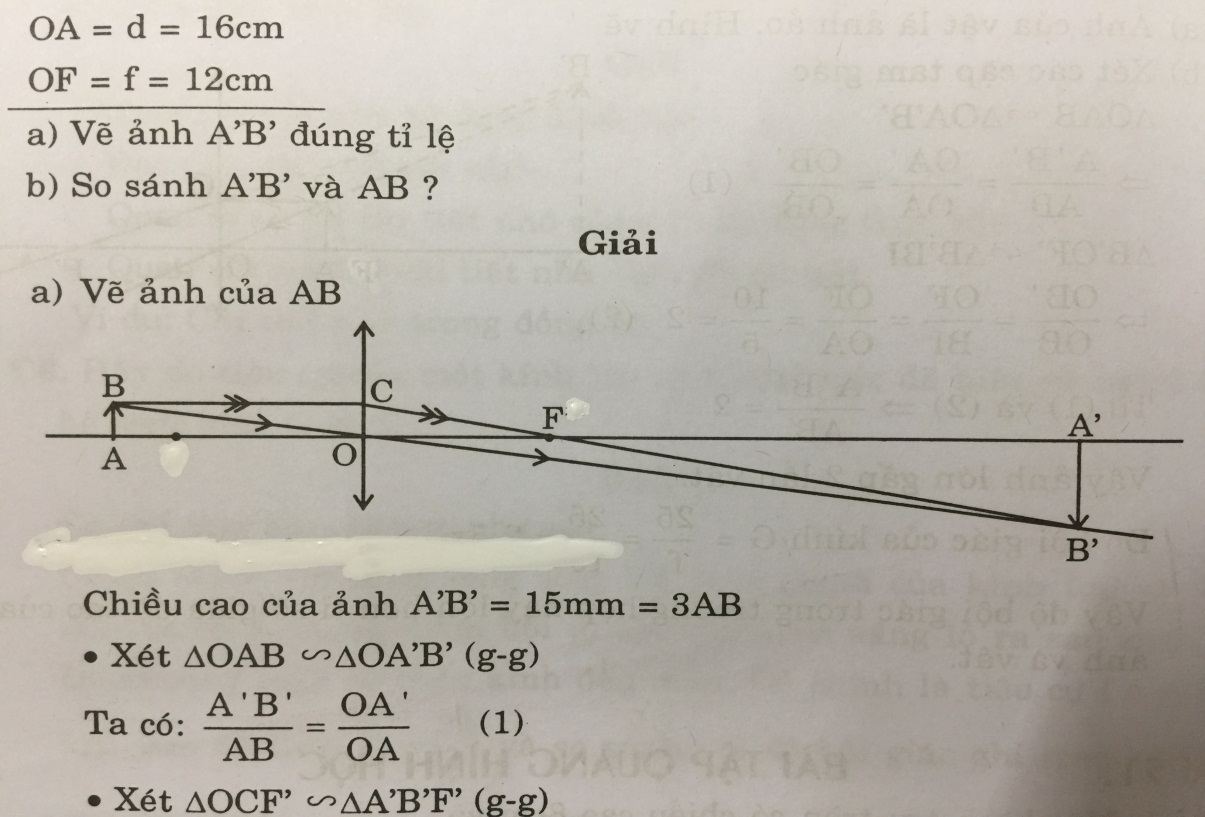 OA = d = 16cm
OF = f = 12cm
a) Vẽ ảnh A'B' đúng tỉ lệ
b) So sánh A'B' và AB ?
Giải
a) Vẽ ảnh của AB
B
C
F'
A'
A
O
B'
Chiều cao của ảnh A'B' = 15mm = 3AB
• Xét ΔOAB ∽ ΔOA'B' (g-g)
Ta có: A'B'/AB = OA'/OA (1)
• Xét ΔOCF' ∽ ΔA'B'F' (g-g)